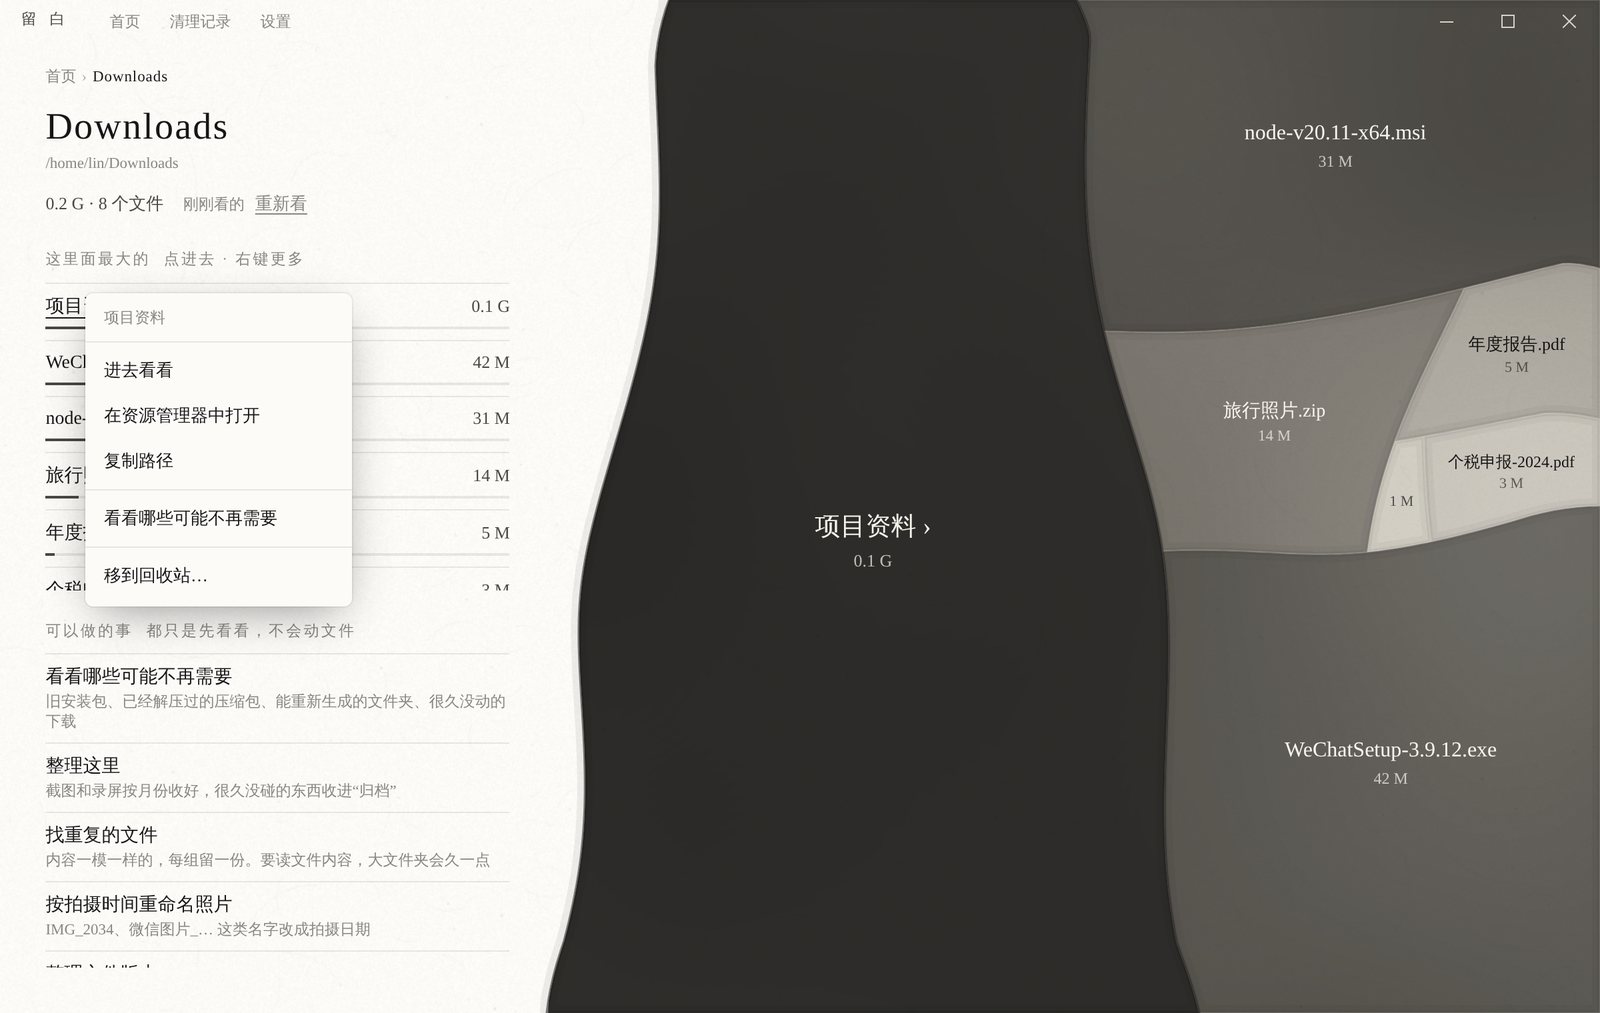 留 白
首页
清理记录
设置
首页 › Downloads
Downloads
/home/lin/Downloads
0.2 G · 8 个文件 刚刚看的 重新看
这里面最大的 点进去 · 右键更多
项目 0.1 G
42 M
node- 31 M
旅行 14 M
年度 5 M
项目资料
进去看看
在资源管理器中打开
复制路径
看看哪些可能不再需要
移到回收站…
可以做的事 都只是先看看，不会动文件
看看哪些可能不再需要
旧安装包、已经解压过的压缩包、能重新生成的文件夹、很久没动的
下载
整理这里
截图和录屏按月份收好，很久没碰的东西收进“归档”
找重复的文件
内容一模一样的，每组留一份。要读文件内容，大文件夹会久一点
按拍摄时间重命名照片
IMG_2034、微信图片_… 这类名字改成拍摄日期
项目资料 ›
0.1 G
node-v20.11-x64.msi
31 M
旅行照片.zip
14 M
年度报告.pdf
5 M
个税申报-2024.pdf
3 M
1 M
WeChatSetup-3.9.12.exe
42 M